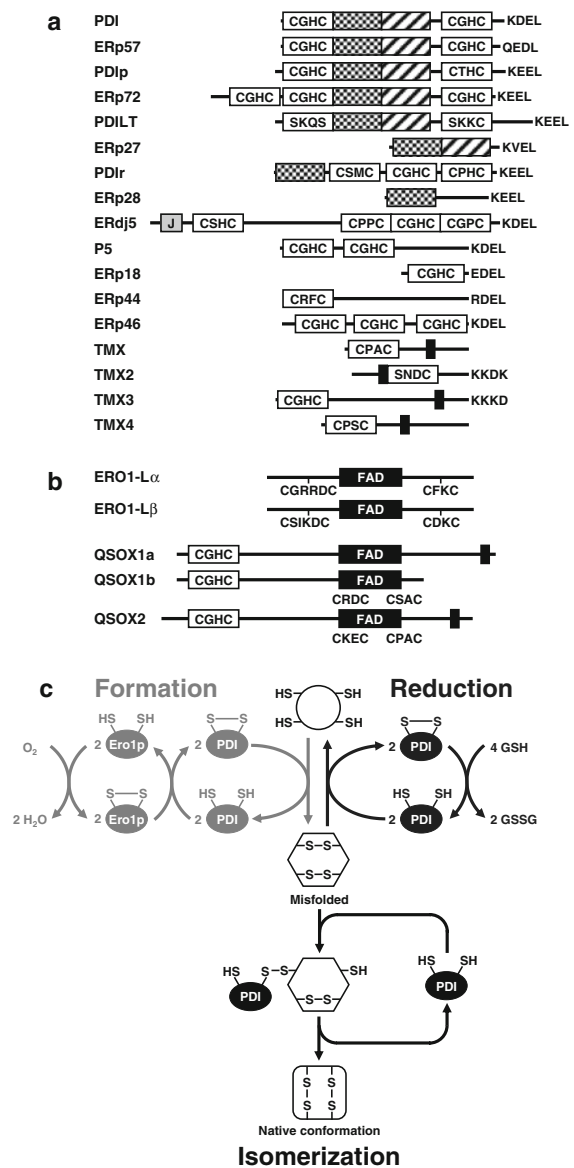 a
PDI CGHC CGHC KDEL
ERp57 CGHC CGHC QEDL
PDIp CGHC CTHC KEEL
ERp72 CGHC CGHC CGHC KEEL
PDILT SKQS SKKC KEEL
ERp27 KVEL
PDIr CSMC CGHC CPHC KEEL
ERp28 KEEL
ERdj5 J CSHC CPPC CGHC CGPC KDEL
P5 CGHC CGHC KDEL
ERp18 CGHC EDEL
ERp44 CRFC RDEL
ERp46 CGHC CGHC CGHC KDEL
TMX CPAC
TMX2 SNDC KKDK
TMX3 CGHC KKKD
TMX4 CPSC
b
ERO1-Lα FAD
CGRRDC CFKC
ERO1-Lβ FAD
CSIKDC CDKC
QSOX1a CGHC FAD
QSOX1b CGHC FAD
CRDC CSAC
QSOX2 CGHC FAD
CKEC CPAC
c Formation Reduction
HS SH
HS SH
HS SH S S S S
O₂ 2 Ero1p 2 PDI 2 PDI 4 GSH
S S HS SH HS SH
2 H₂O 2 Ero1p 2 PDI 2 PDI 2 GSSG
S S
S S
Misfolded
HS S S SH HS SH
PDI S S PDI
S S
S S
Native conformation
Isomerization